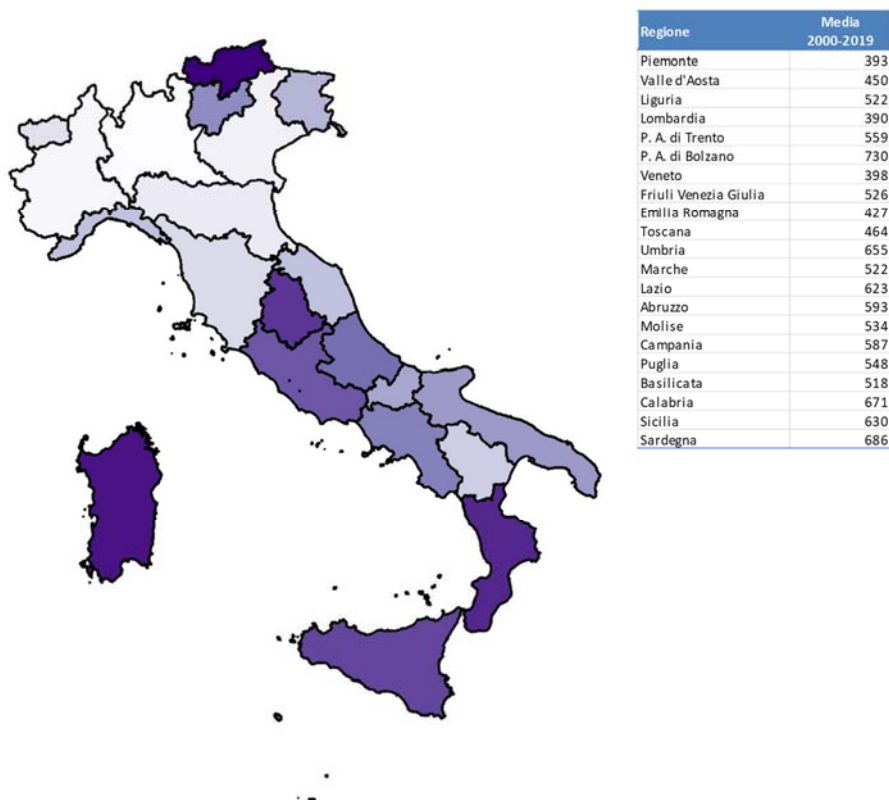 Regione Media 2000-2019
Piemonte 393
Valle d'Aosta 450
Liguria 522
Lombardia 390
P. A. di Trento 559
P. A. di Bolzano 730
Veneto 398
Friuli Venezia Giulia 526
Emilia Romagna 427
Toscana 464
Umbria 655
Marche 522
Lazio 623
Abruzzo 593
Molise 534
Campania 587
Puglia 548
Basilicata 518
Calabria 671
Sicilia 630
Sardegna 686